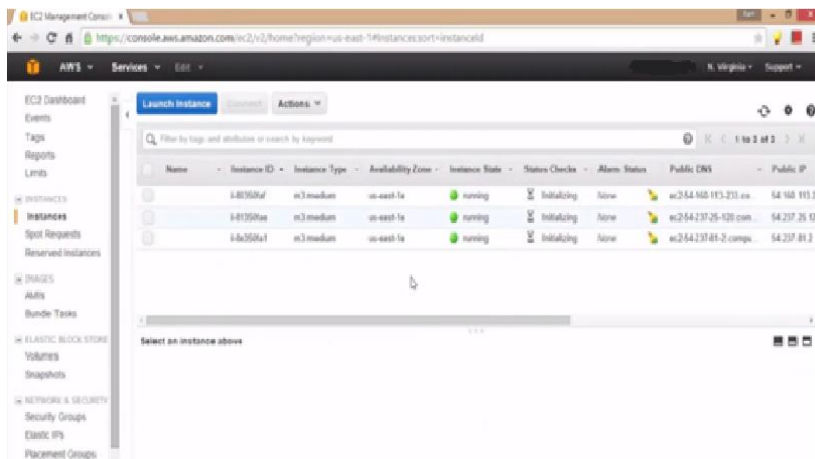 EC2 Management Consol
https://console.aws.amazon.com/ec2/v2/home?region=us-east-1#Instances:sort=instanceId
AWS Services Edit N. Virginia Support
EC2 Dashboard
Events
Tags
Reports
Limits
INSTANCES
Instances
Spot Requests
Reserved Instances
IMAGES
AMIs
Bundle Tasks
ELASTIC BLOCK STORE
Volumes
Snapshots
NETWORK & SECURITY
Security Groups
Elastic IPs
Placement Groups
Launch Instance Connect Actions
Filter by tags and attributes or search by keyword 1 to 3 of 3
Name Instance ID Instance Type Availability Zone Instance State Status Checks Alarm Status Public DNS Public IP
m3.medium us-east-1a running Initializing None
m3.medium us-east-1a running Initializing None
m3.medium us-east-1a running Initializing None
Select an instance above